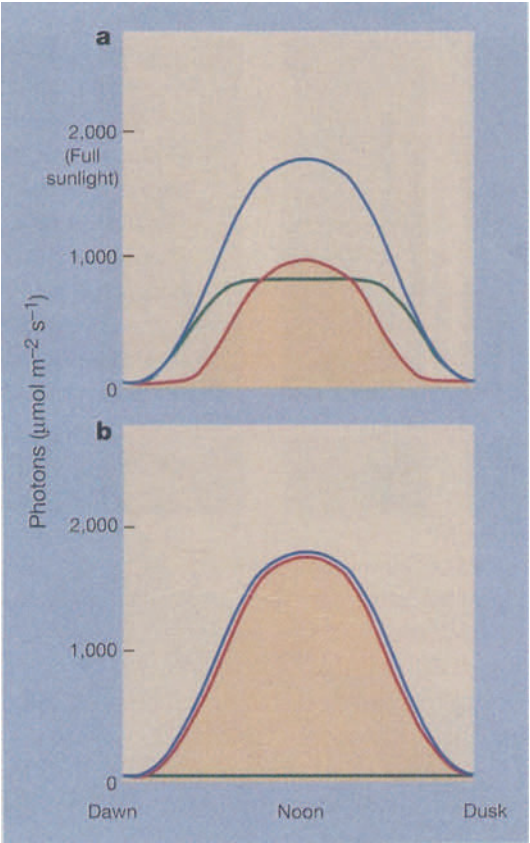 a
2,000
(Full
sunlight)
1,000
0
Photons (μmol m⁻² s⁻¹)
b
2,000
1,000
0
Dawn Noon Dusk